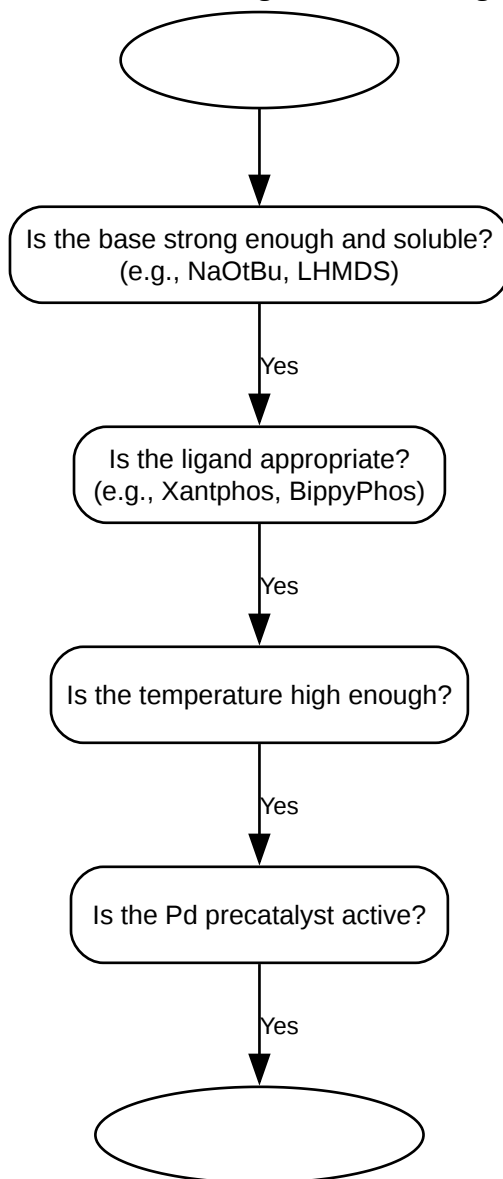 Is the base strong enough and soluble?
(e.g., NaOtBu, LHMDS)
Yes
Is the ligand appropriate?
(e.g., Xantphos, BippyPhos)
Yes
Is the temperature high enough?
Yes
Is the Pd precatalyst active?
Yes